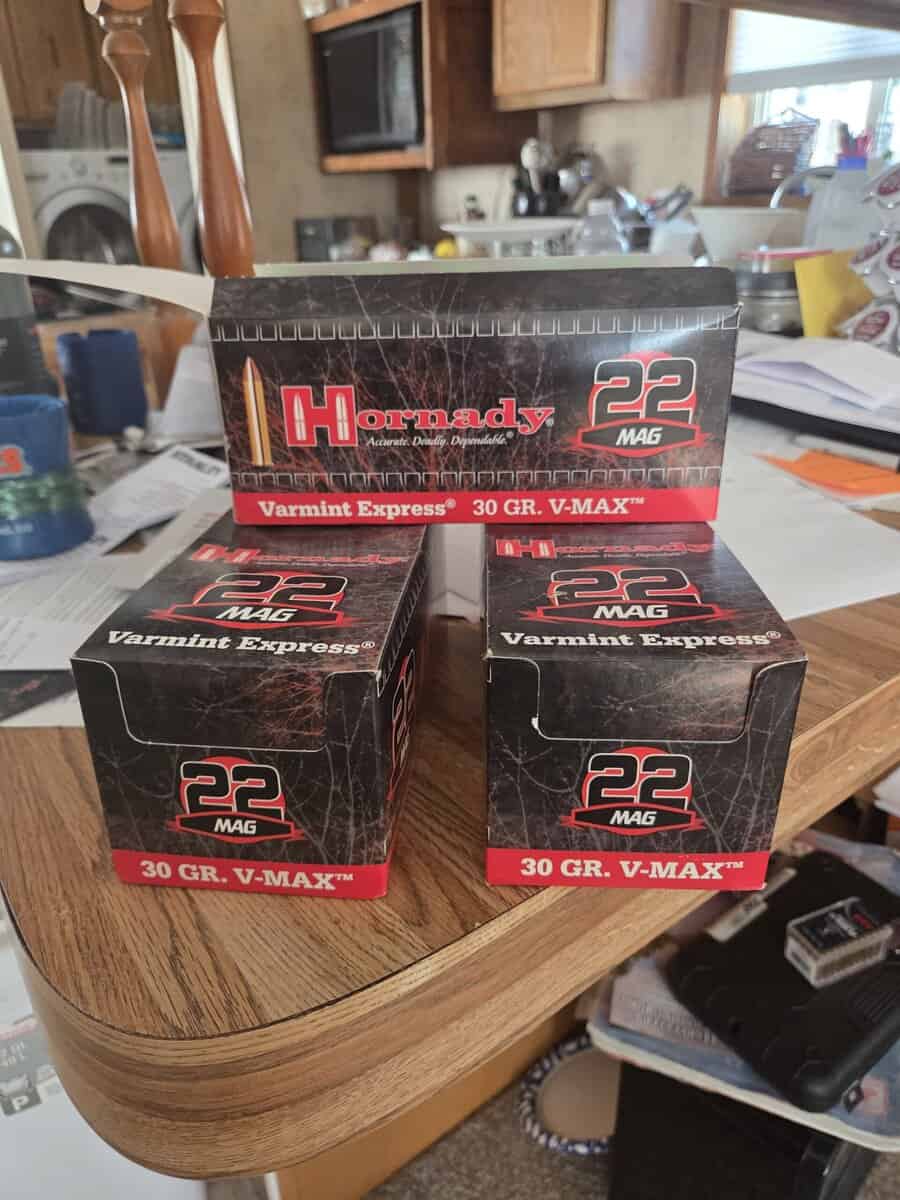 Hornady®
Accurate. Deadly. Dependable.®
22
MAG
Varmint Express® 30 GR. V-MAX™
Hornady
22
MAG
Varmint Express®
22
MAG
30 GR. V-MAX™
22
Hornady
22
MAG
Varmint Express®
22
MAG
30 GR. V-MAX™